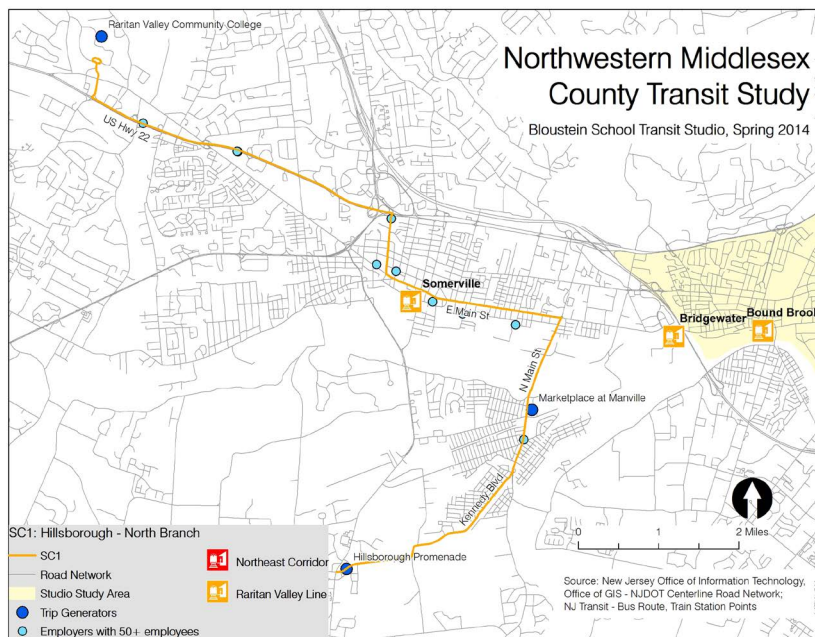 Raritan Valley Community College
Northwestern Middlesex
County Transit Study
Bloustein School Transit Studio, Spring 2014
US Hwy 22
Somerville
E Main St
Bridgewater
Bound Brook
N Main St
Marketplace at Manville
Kennedy Blvd
Hillsborough Promenade
0 1 2 Miles
SC1: Hillsborough - North Branch
SC1
Road Network
Studio Study Area
Trip Generators
Employers with 50+ employees
Northeast Corridor
Raritan Valley Line
Source: New Jersey Office of Information Technology,
Office of GIS - NJDOT Centerline Road Network;
NJ Transit - Bus Route, Train Station Points